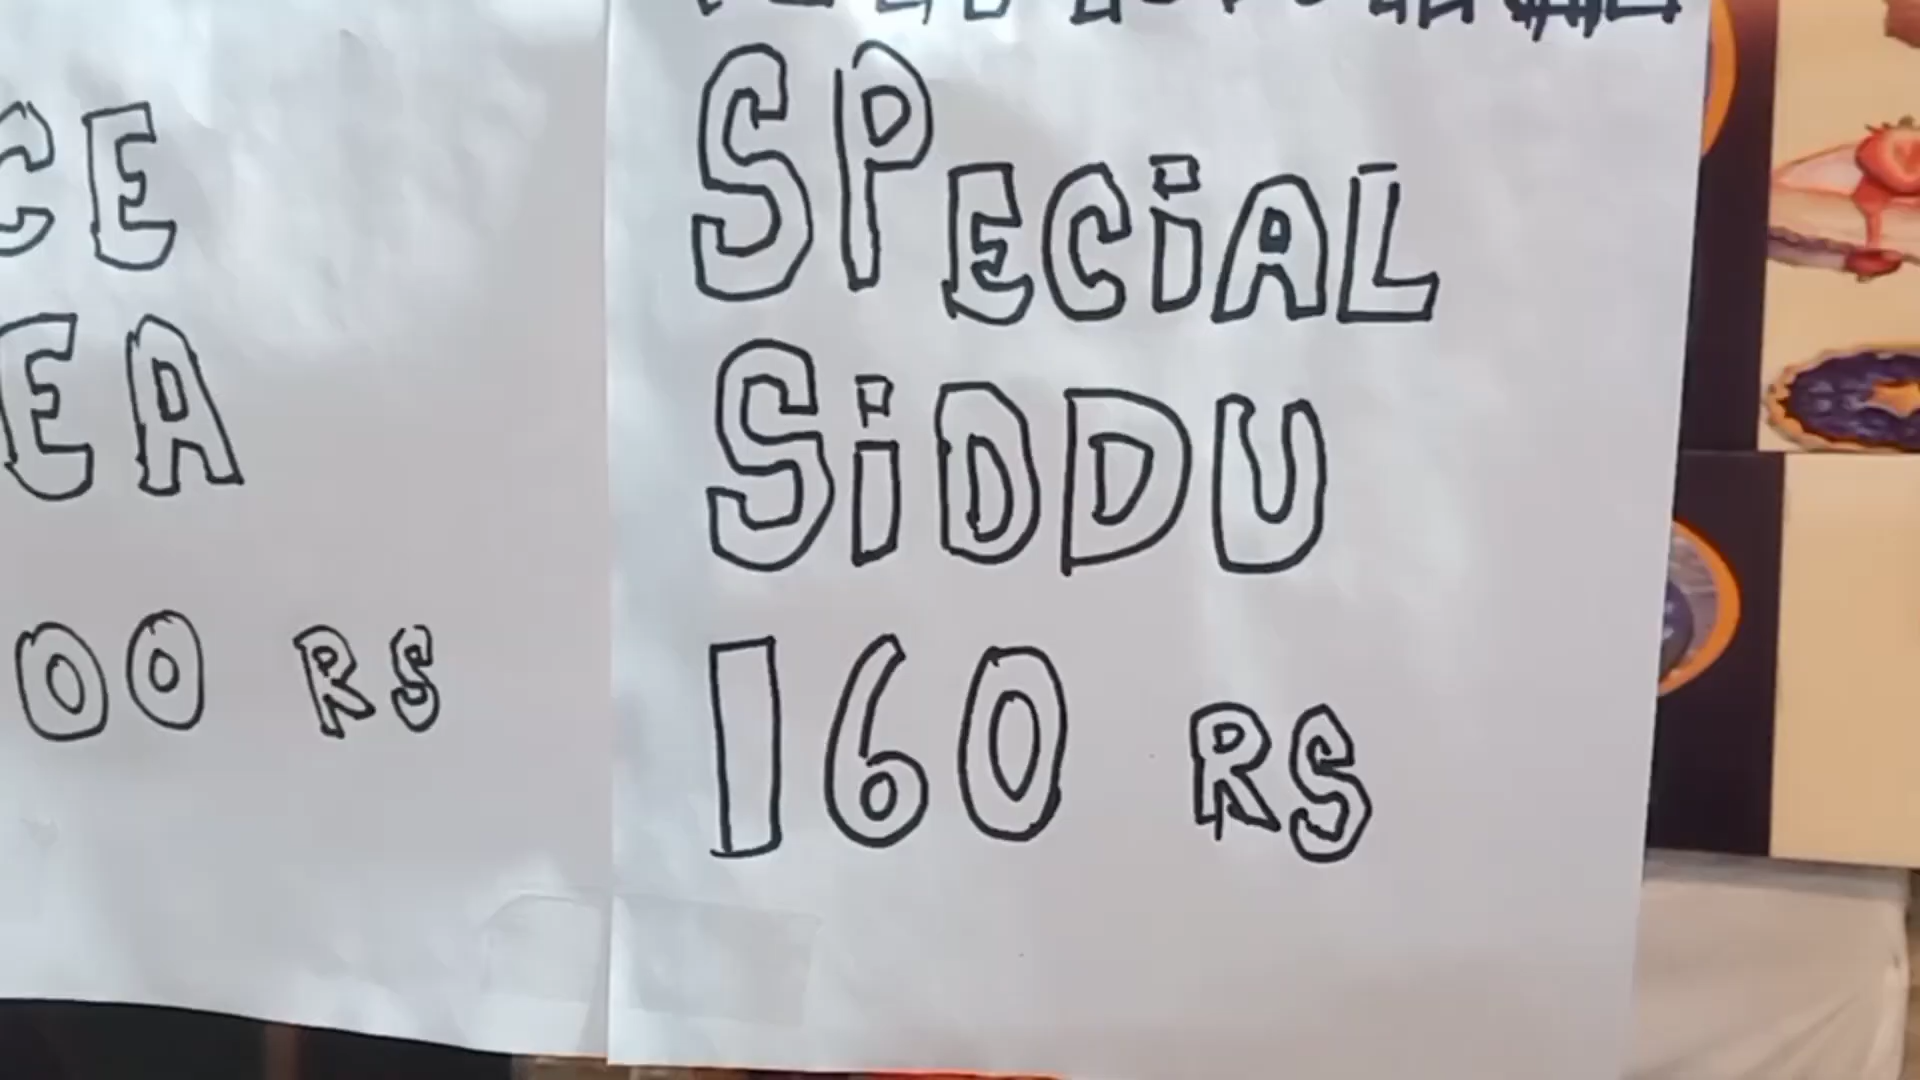 CE
EA
00 RS
SPECiAL
SiDDU
160 RS